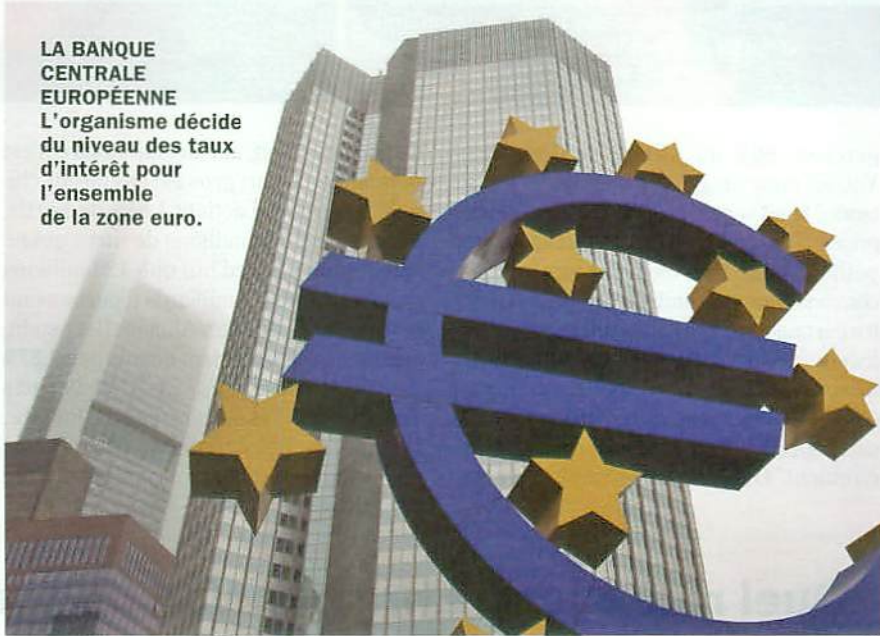 LA BANQUE
CENTRALE
EUROPÉENNE
L'organisme décide
du niveau des taux
d'intérêt pour
l'ensemble
de la zone euro.